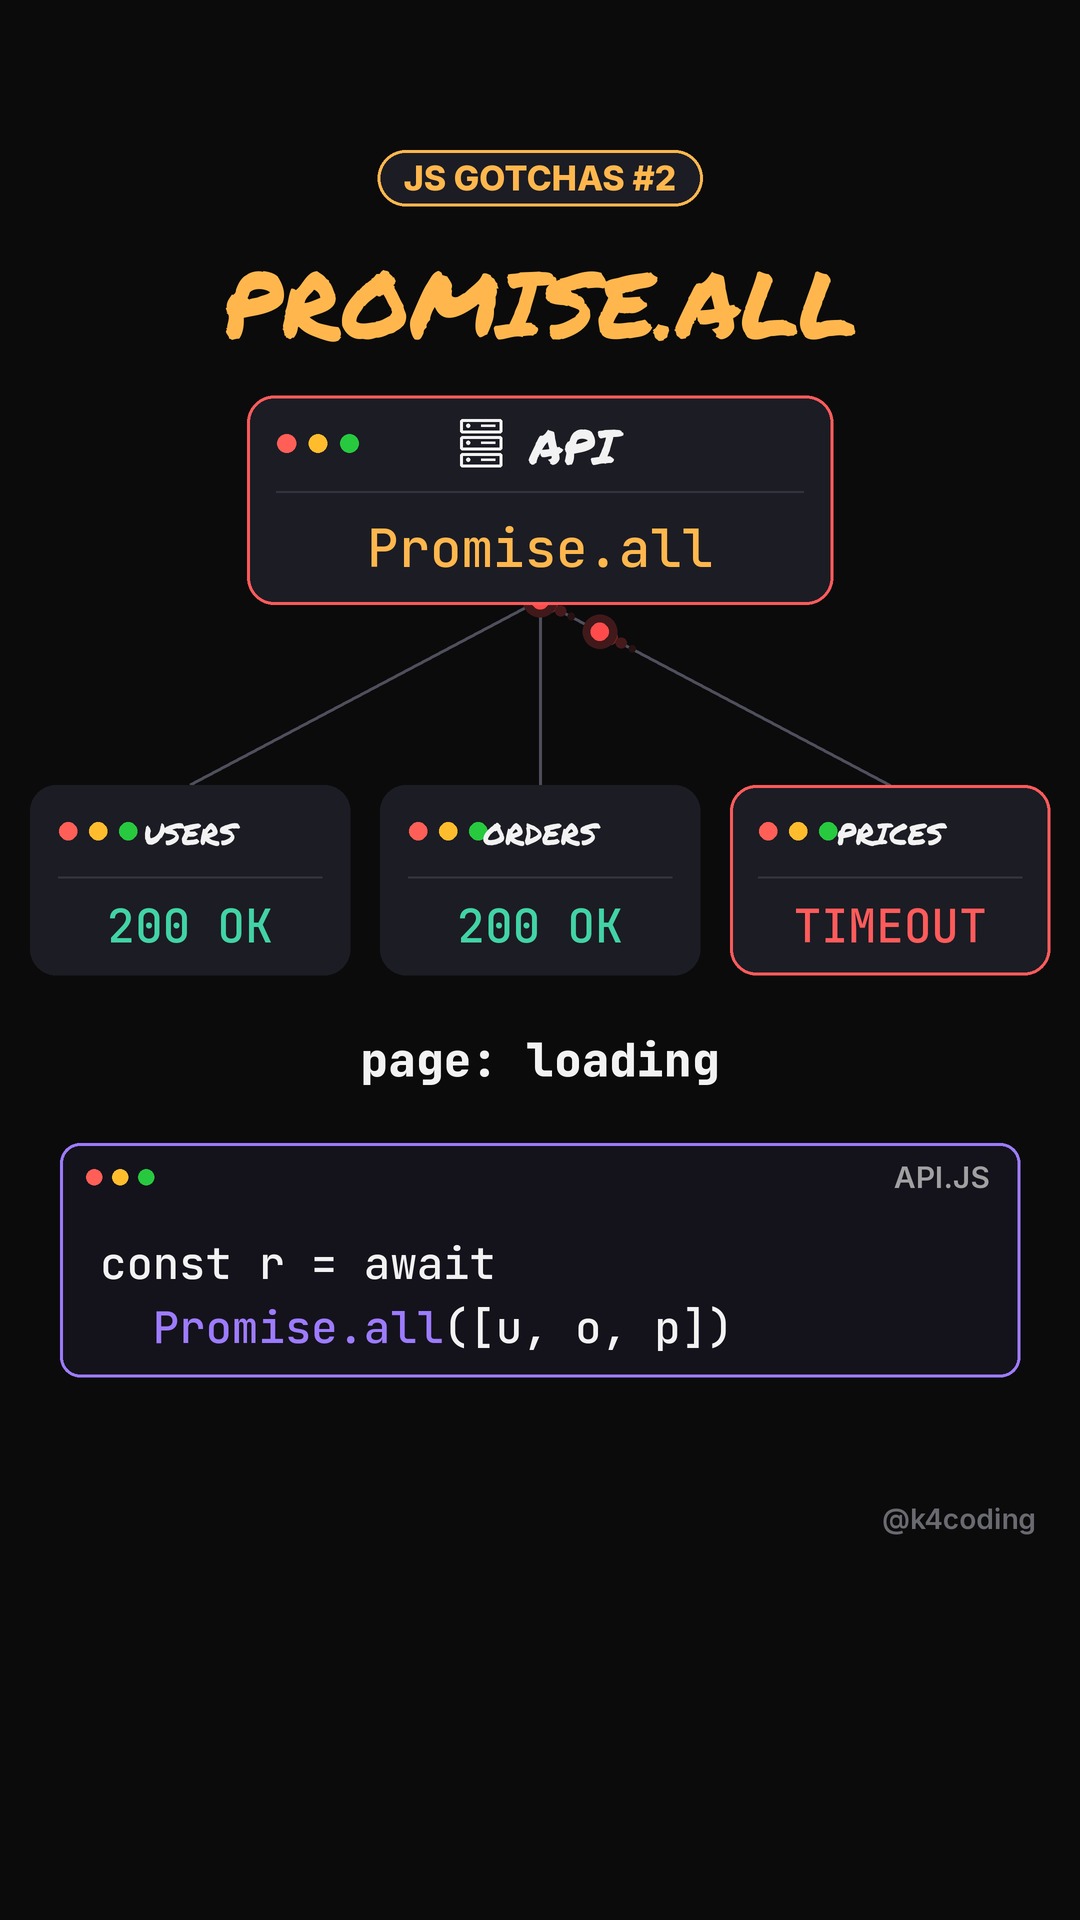 JS GOTCHAS #2
PROMISE.ALL
API
Promise.all
USERS
200 OK
ORDERS
200 OK
PRICES
TIMEOUT
page: loading
API.JS
const r = await
Promise.all([u, o, p])
@k4coding